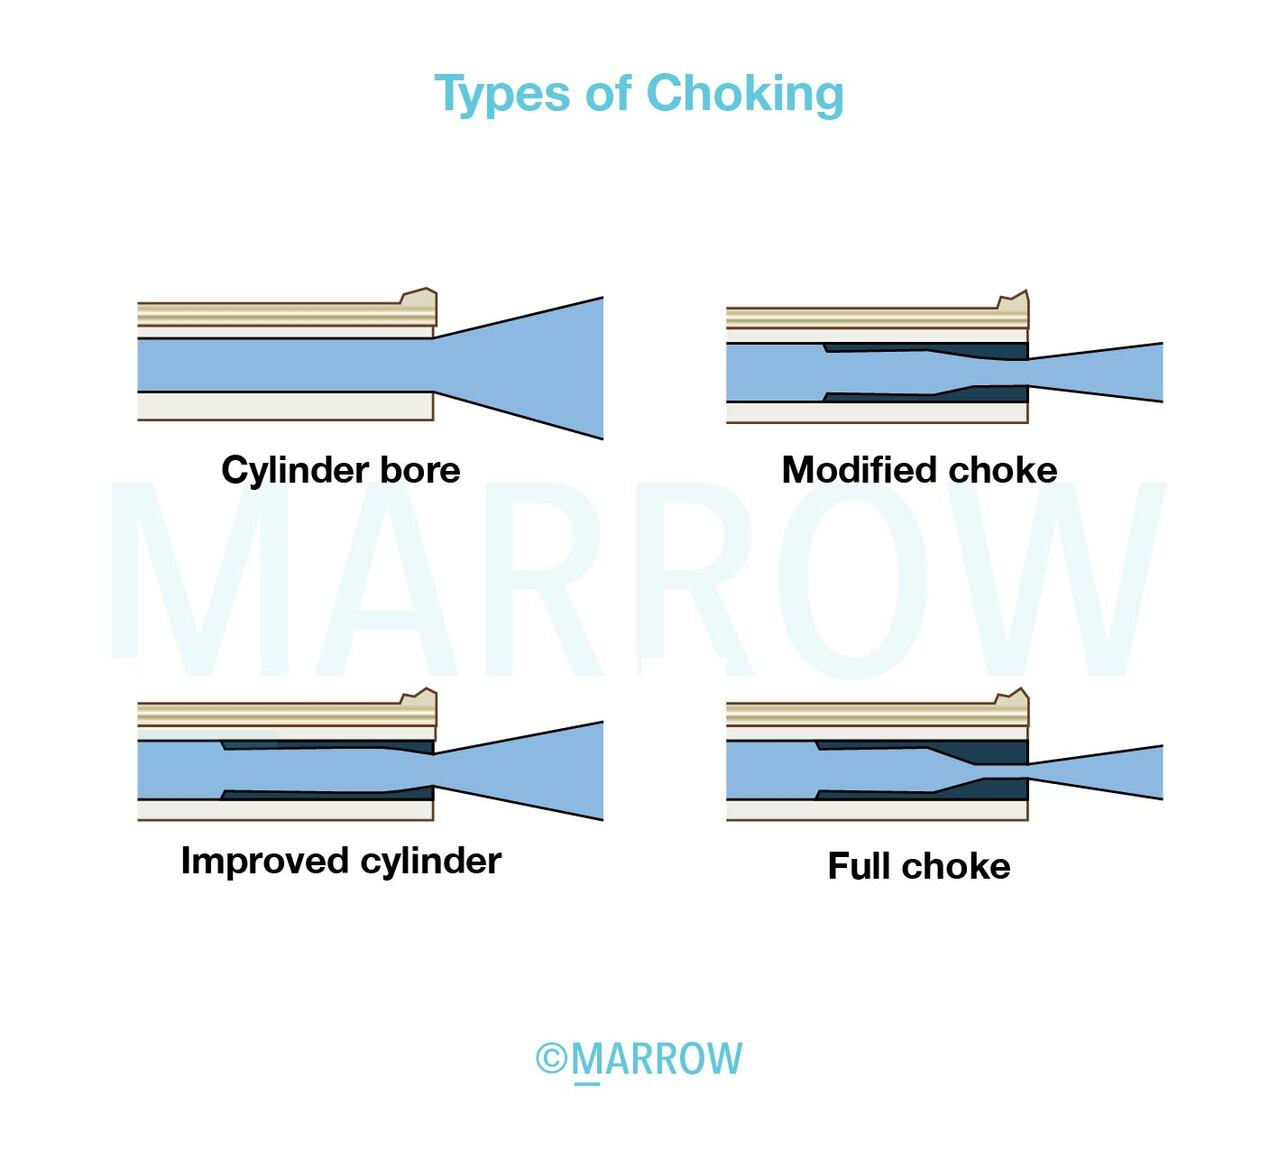 Types of Choking
Cylinder bore
Modified choke
MARROW
Improved cylinder
Full choke
©MARROW